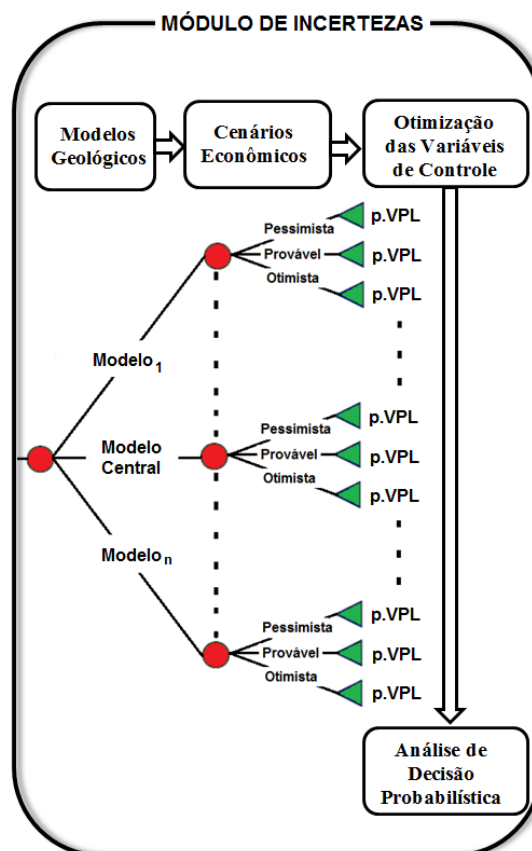 MÓDULO DE INCERTEZAS
Modelos
Geológicos
Cenários
Econômicos
Otimização
das Variáveis
de Controle
Pessimista
p.VPL
Provável
p.VPL
Otimista
p.VPL
Modelo1
Pessimista
p.VPL
Modelo
Central
Provável
p.VPL
Otimista
p.VPL
Modelon
Pessimista
p.VPL
Provável
p.VPL
Otimista
p.VPL
Análise de
Decisão
Probabilística